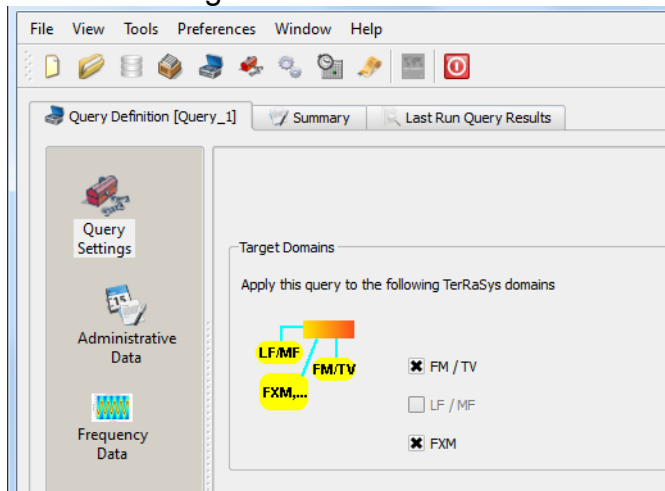 File View Tools Preferences Window Help
Query Definition [Query_1] Summary Last Run Query Results
Query
Settings
Administrative
Data
Frequency
Data
Target Domains
Apply this query to the following TerRaSys domains
LF/MF
FM/TV
FXM,...
FM / TV
LF / MF
FXM